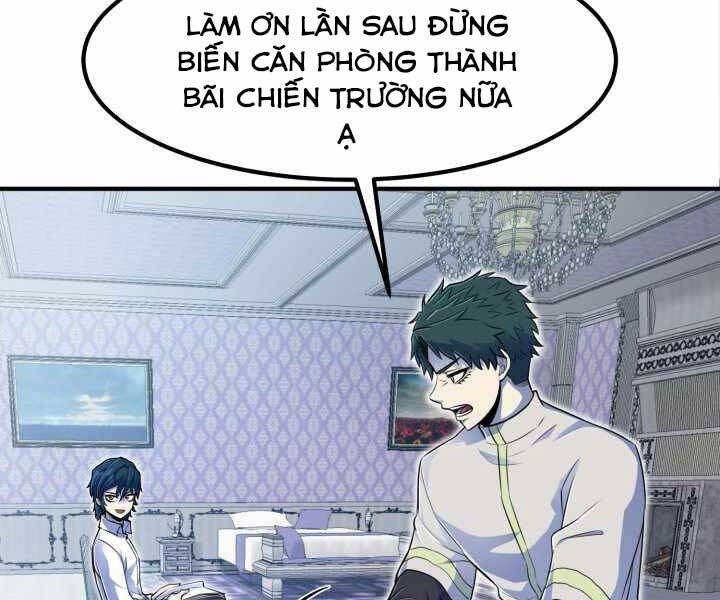 LÀM ƠN LẦN SAU ĐỪNG
BIẾN CĂN PHÒNG THÀNH
BÃI CHIẾN TRƯỜNG NỮA
Ạ